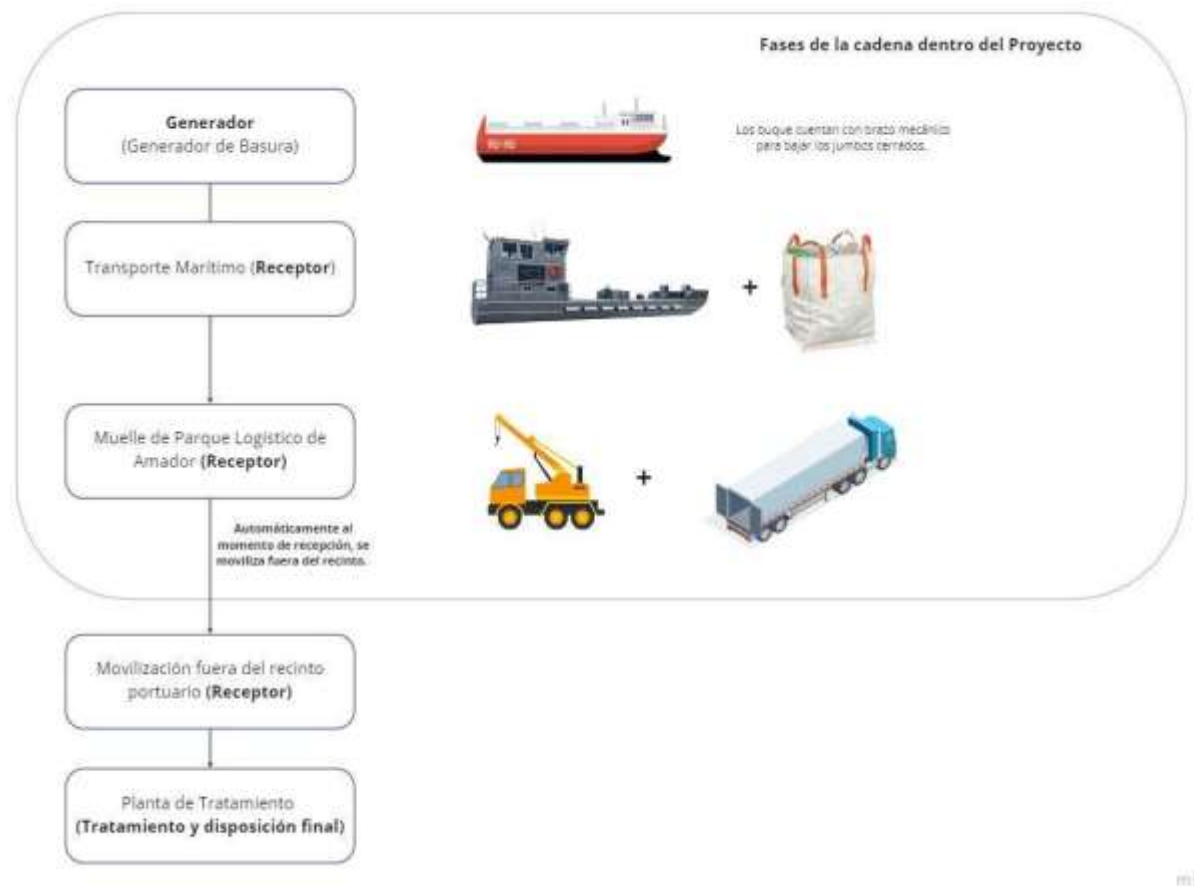 Fases de la cadena dentro del Proyecto
Generador
(Generador de Basura)
Los buque cuentan con brazo mecánico
para bajar los jumbos cerrados.
Transporte Marítimo (Receptor)
Muelle de Parque Logístico de
Amador (Receptor)
Automáticamente al
momento de recepción, se
moviliza fuera del recinto.
Movilización fuera del recinto
portuario (Receptor)
Planta de Tratamiento
(Tratamiento y disposición final)